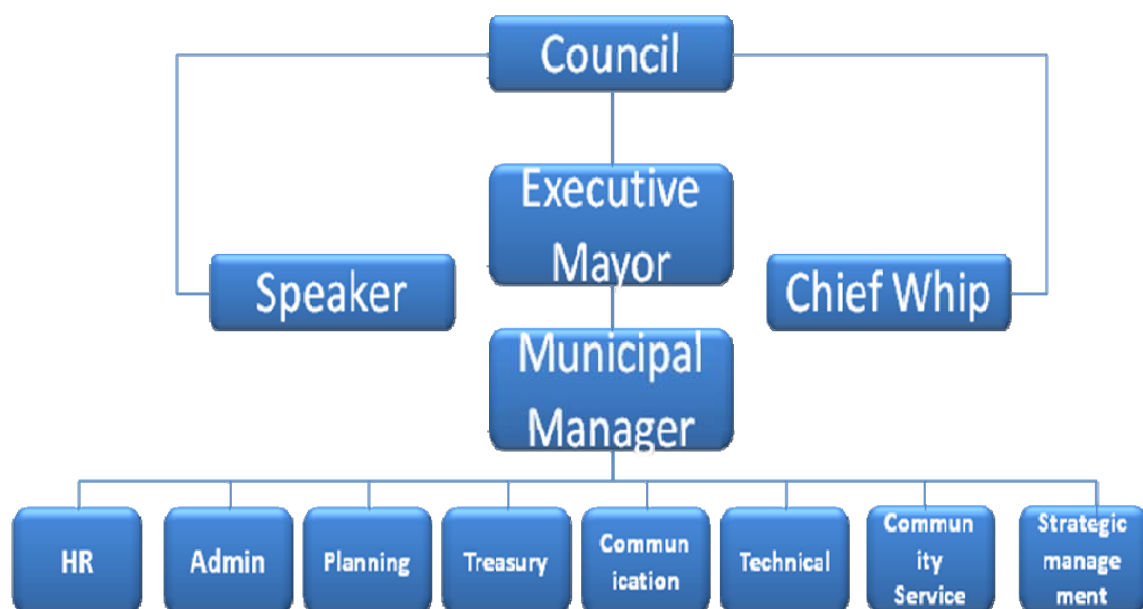 Council
Executive
Mayor
Speaker
Chief Whip
Municipal
Manager
HR
Admin
Planning
Treasury
Commun
ication
Technical
Commun
ity
Service
Strategic
manage
ment